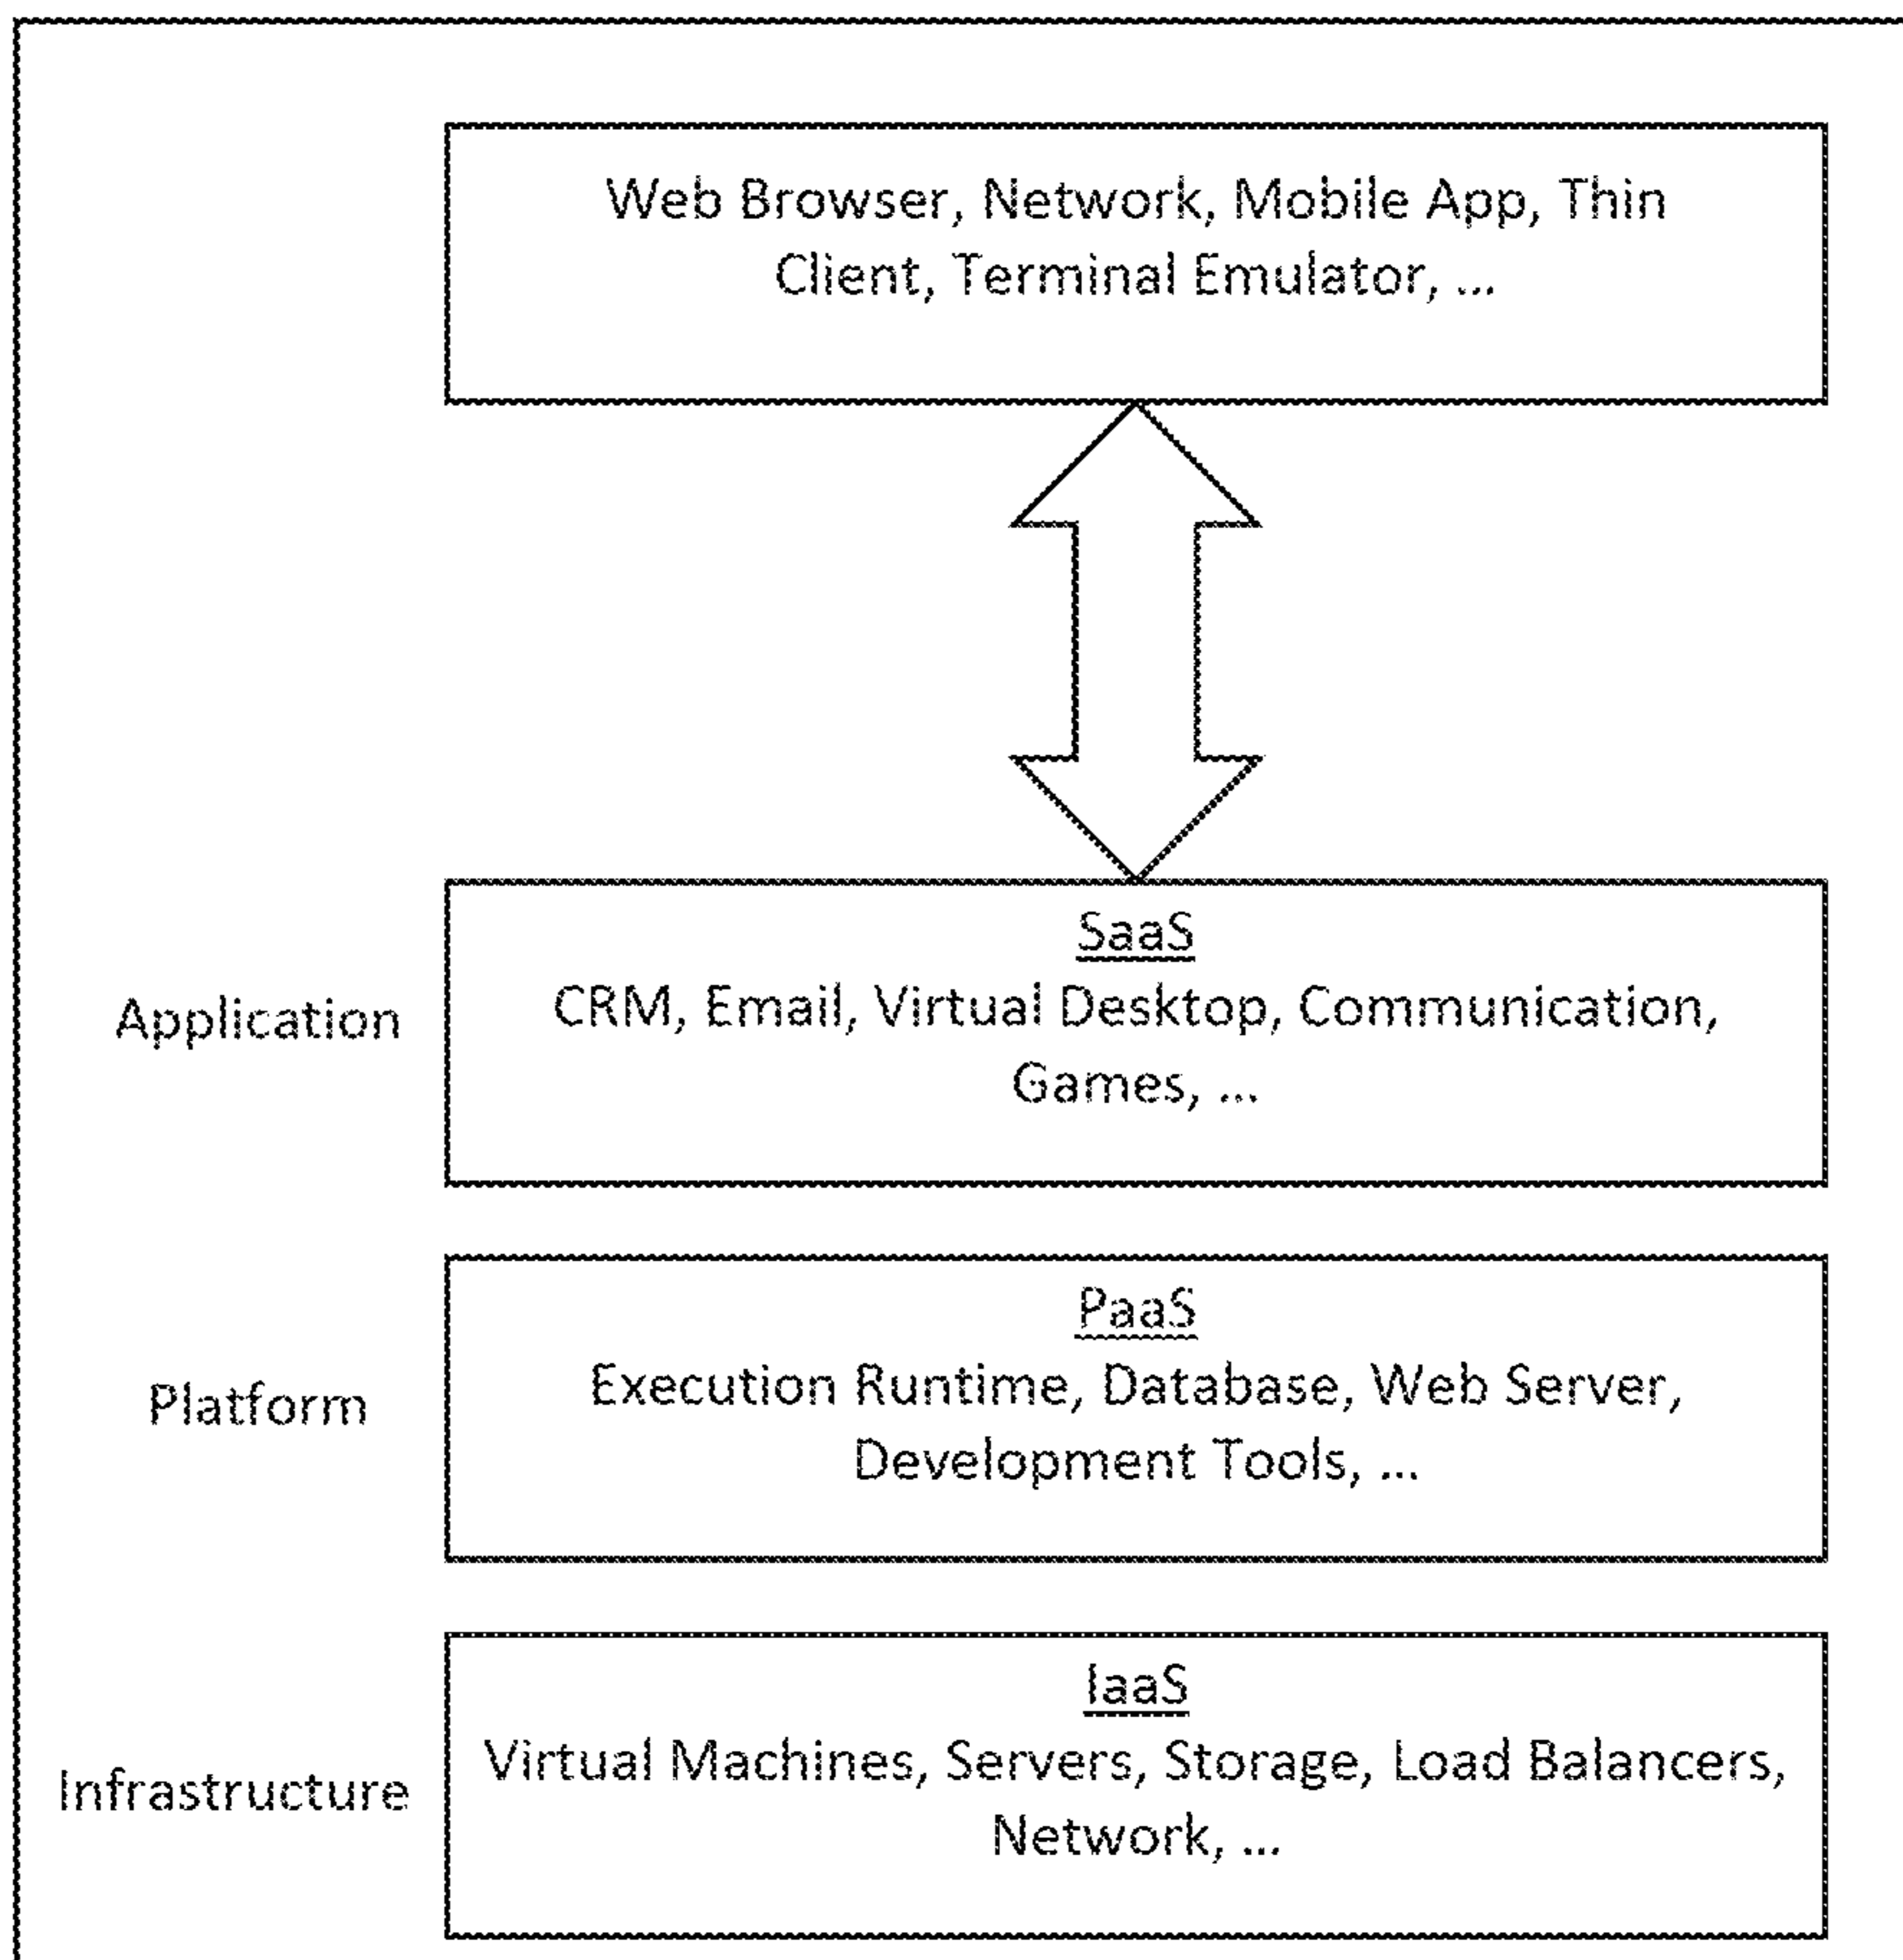 Web Browser, Network, Mobile App, Thin
Client, Terminal Emulator, ...
SaaS
Application
CRM, Email, Virtual Desktop, Communication,
Games, ...
PaaS
Platform
Execution Runtime, Database, Web Server,
Development Tools, ...
IaaS
Infrastructure
Virtual Machines, Servers, Storage, Load Balancers,
Network, ...